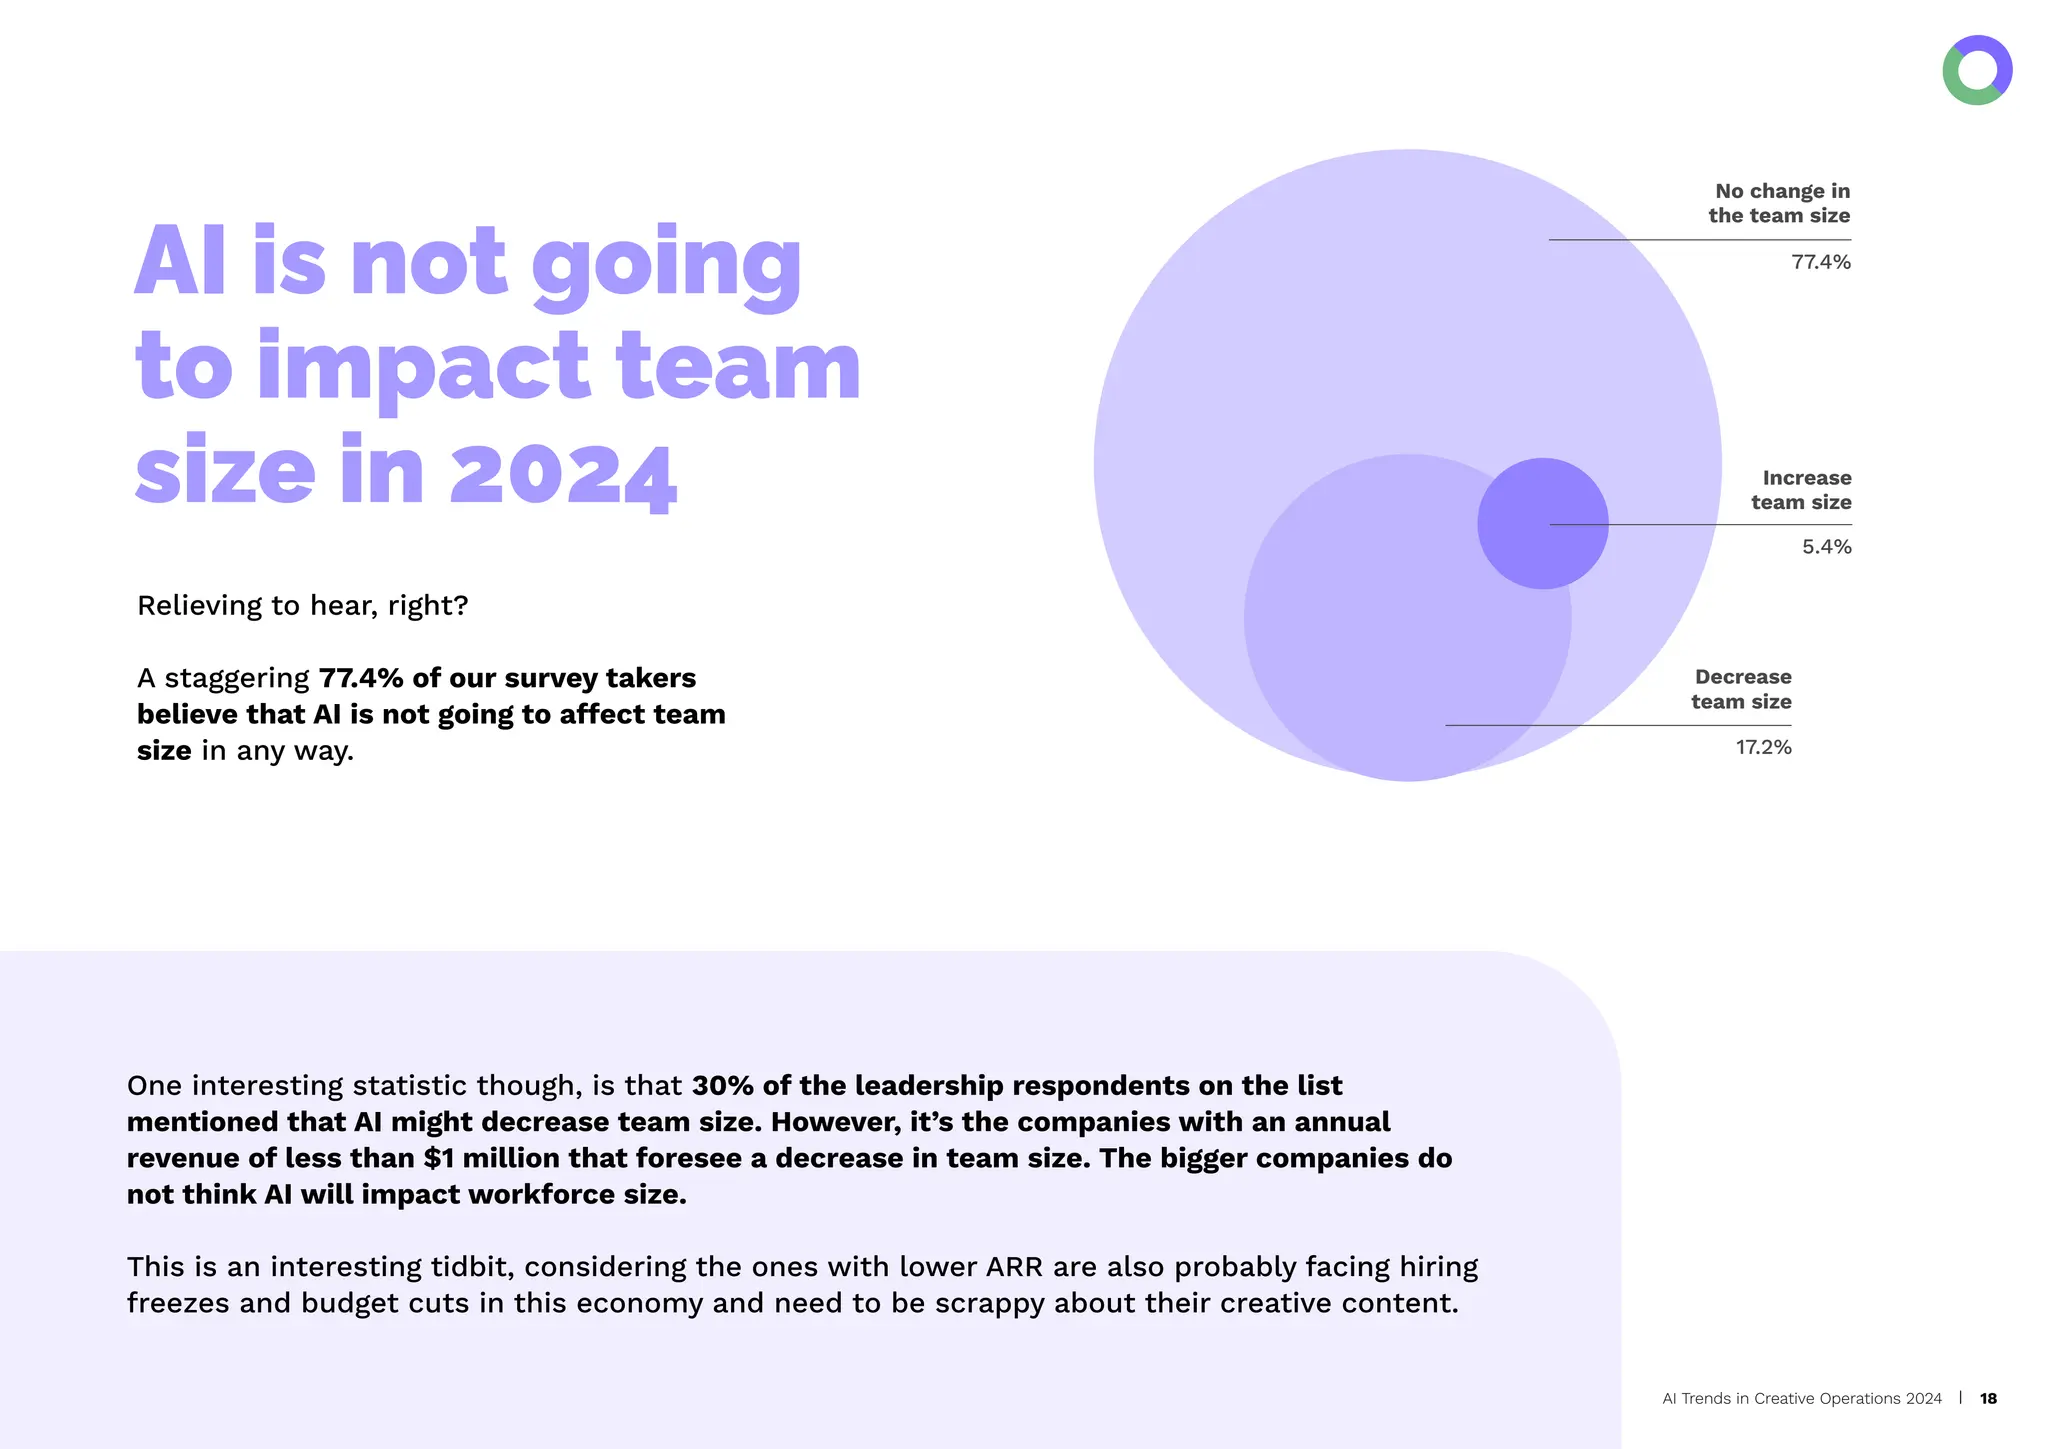 AI is not going
to impact team
size in 2024
Relieving to hear, right?
A staggering 77.4% of our survey takers
believe that AI is not going to affect team
size in any way.
No change in
the team size
77.4%
Increase
team size
5.4%
Decrease
team size
17.2%
One interesting statistic though, is that 30% of the leadership respondents on the list
mentioned that AI might decrease team size. However, it’s the companies with an annual
revenue of less than $1 million that foresee a decrease in team size. The bigger companies do
not think AI will impact workforce size.
This is an interesting tidbit, considering the ones with lower ARR are also probably facing hiring
freezes and budget cuts in this economy and need to be scrappy about their creative content.
AI Trends in Creative Operations 2024 | 18